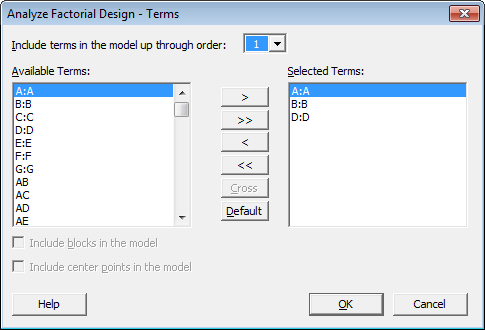 Analyze Factorial Design - Terms
Include terms in the model up through order: 1
Available Terms:
A:A
B:B
C:C
D:D
E:E
F:F
G:G
AB
AC
AD
AE
>
>>
<
<<
Cross
Default
Selected Terms:
A:A
B:B
D:D
Include blocks in the model
Include center points in the model
Help
OK
Cancel